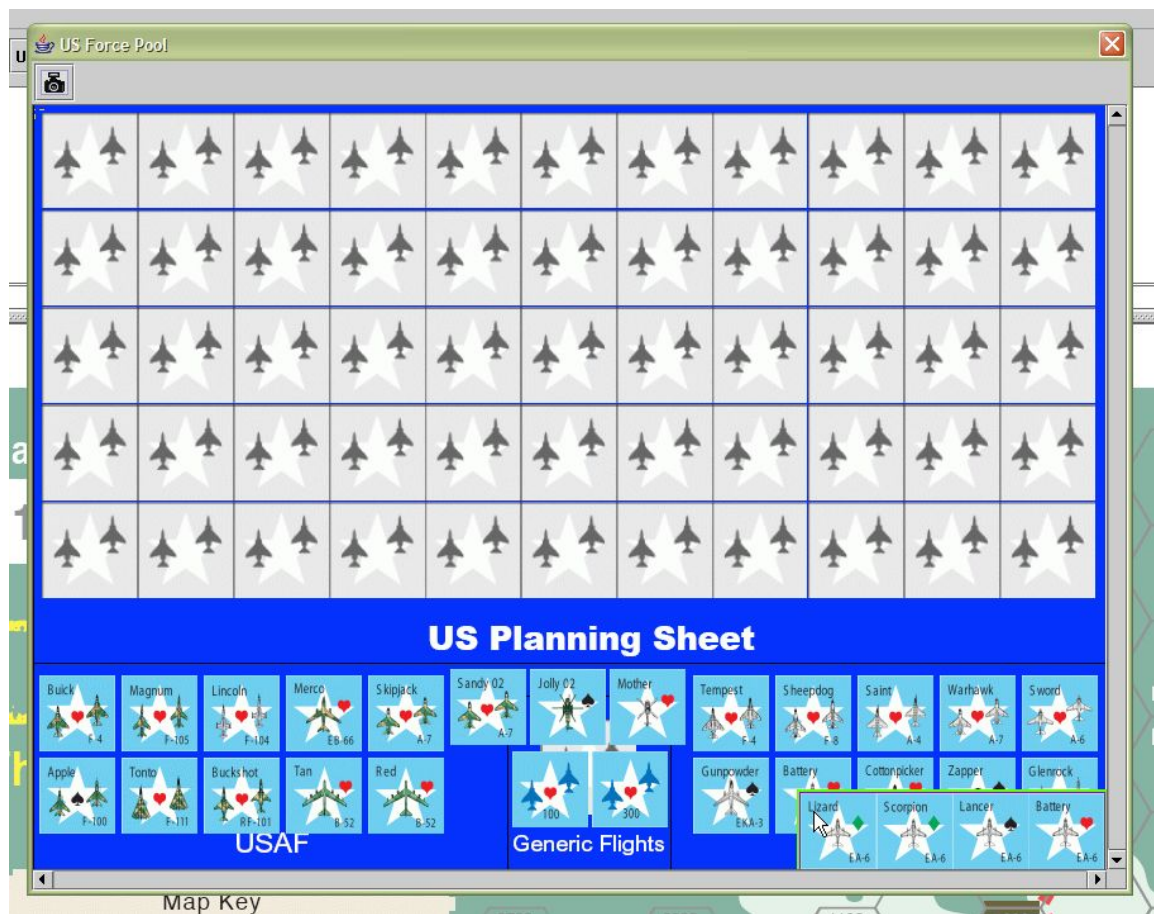 US Force Pool
U
US Planning Sheet
Buick
F-4
Magnum
F-105
Lincoln
F-104
Merco
EB-66
Skipjack
A-7
Sandy 02
A-7
Jolly 02
Mother
Tempest
F-4
Sheepdog
F-8
Saint
A-4
Warhawk
A-7
Sword
A-6
Apple
F-100
Tonto
F-111
Buckshot
RF-101
Tan
B-52
Red
B-52
100
300
Gunpowder
EKA-3
Battery
Cottonpicker
Zapper
Glenrock
Lizard
EA-6
Scorpion
EA-6
Lancer
EA-6
Battery
EA-6
USAF
Generic Flights
Map Key